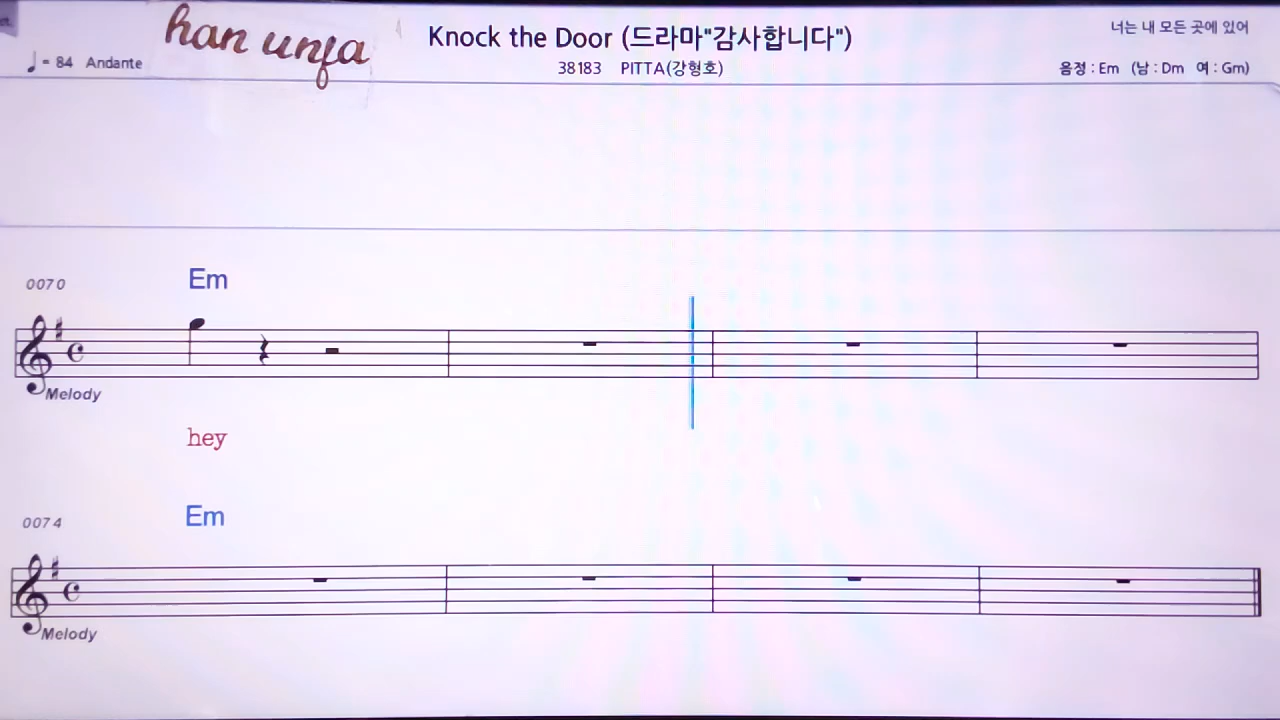 han unfa
Knock the Door (드라마"감사합니다")
너는 내 모든 곳에 있어
♩ = 84 Andante
38183 PITTA(강형호)
음정 : Em (남 : Dm 여 : Gm)
0070
Em
Melody
hey
0074
Em
Melody